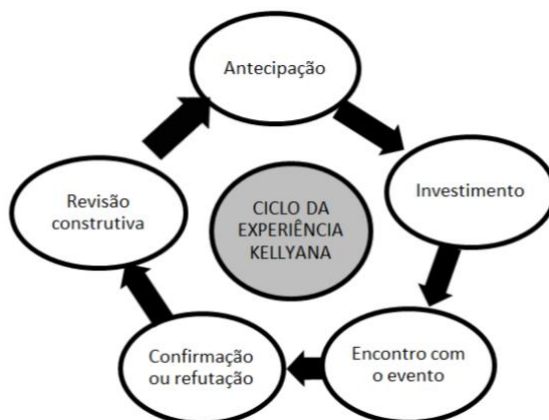 Antecipação
Investimento
Encontro com
o evento
Confirmação
ou refutação
Revisão
construtiva
CICLO DA
EXPERIÊNCIA
KELLYANA